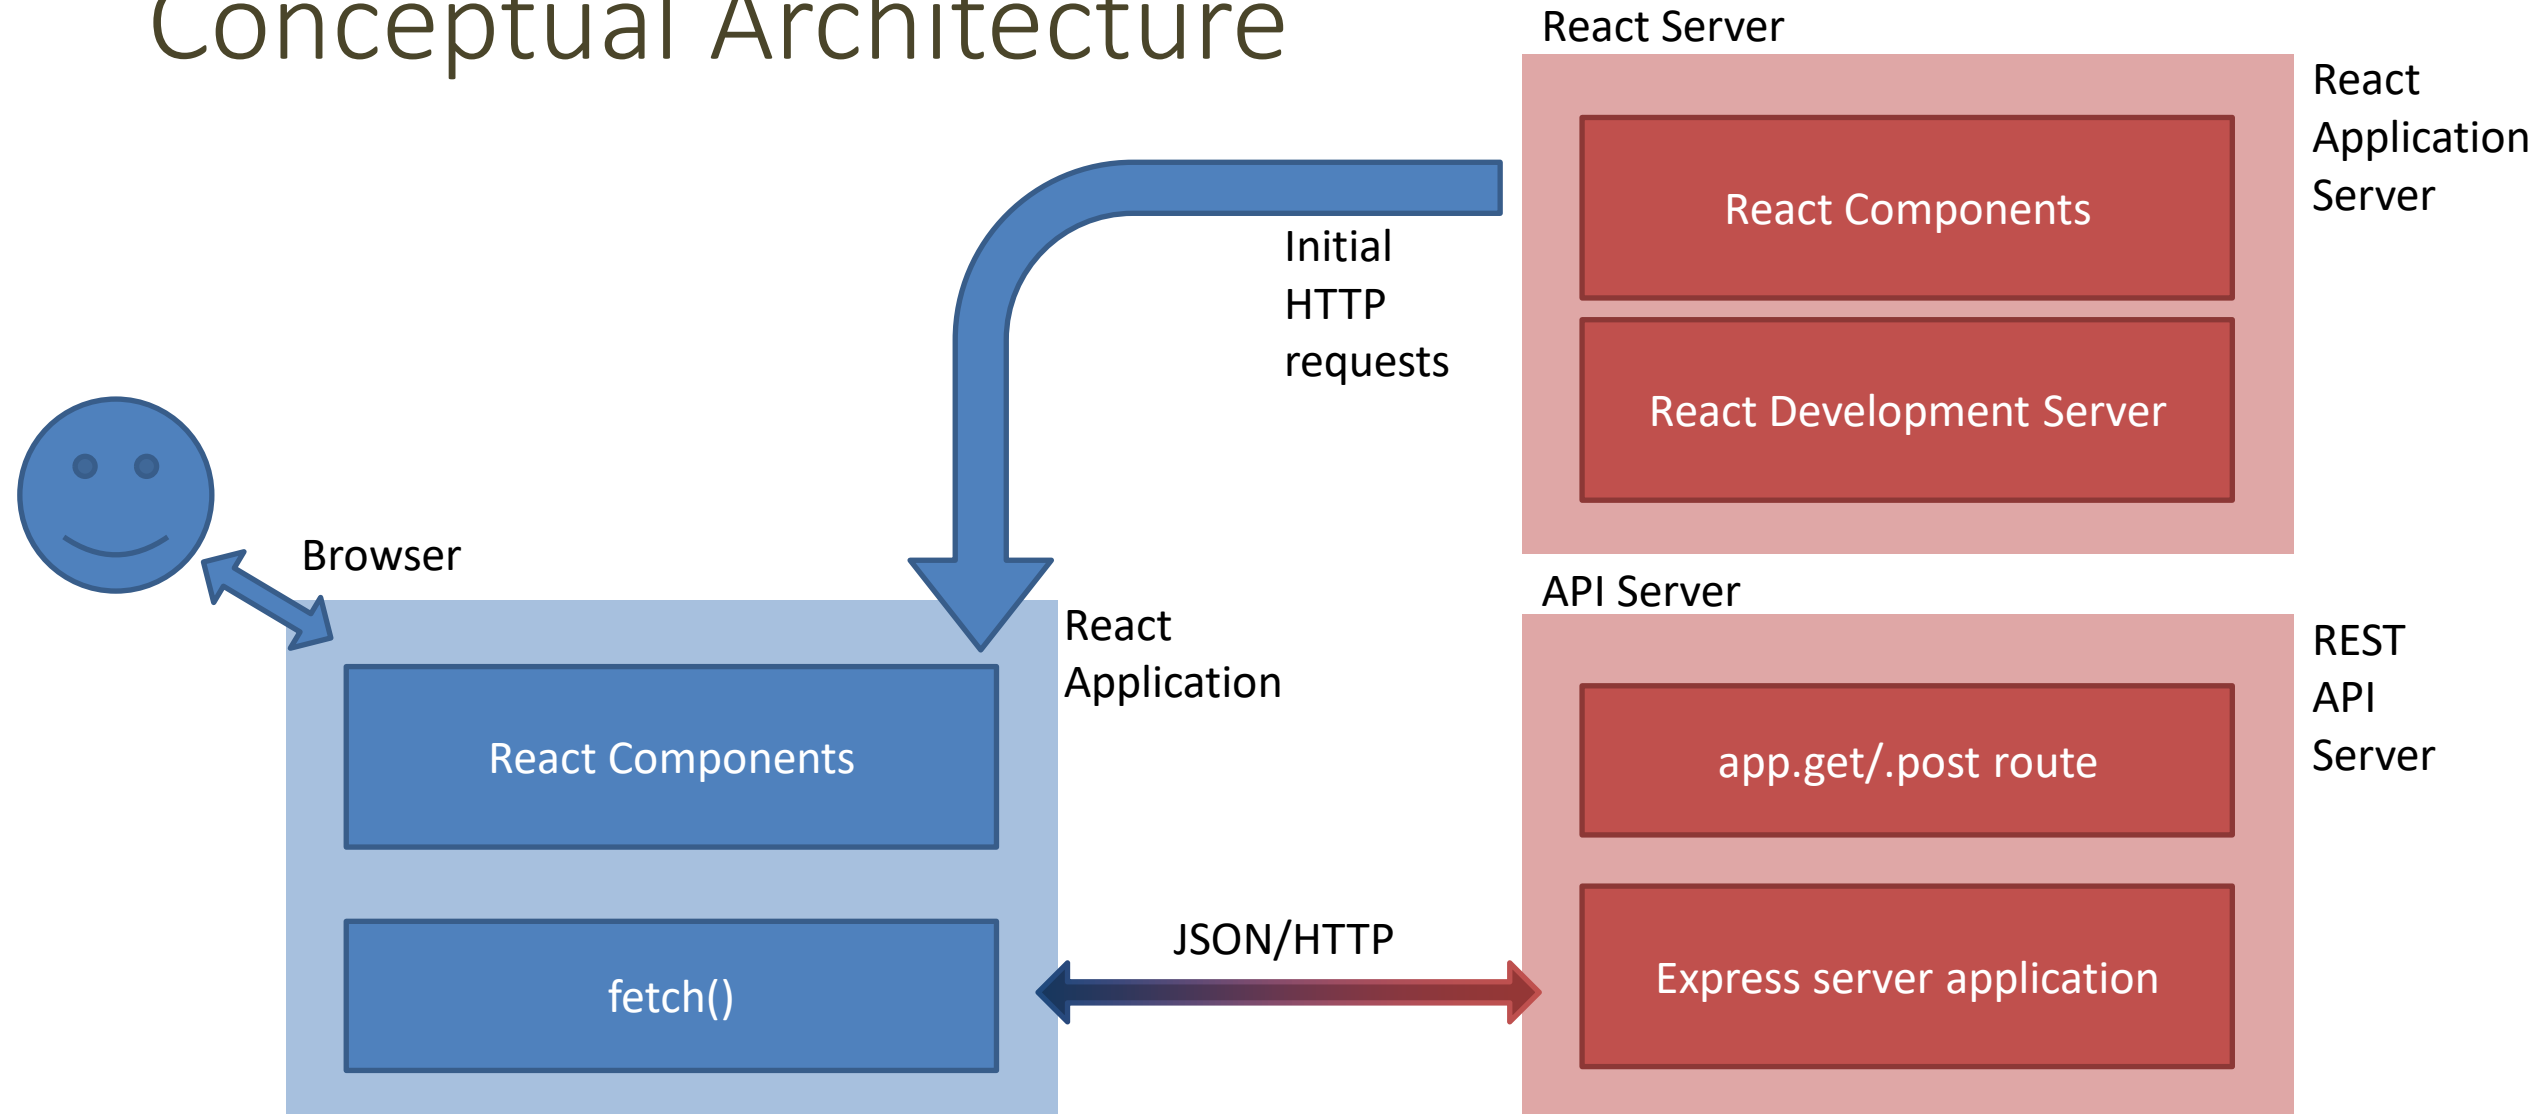 Conceptual Architecture
React Server
React
Application
Server
React Components
Initial
HTTP
requests
React Development Server
Browser
API Server
React
Application
REST
API
Server
React Components
app.get/.post route
JSON/HTTP
fetch()
Express server application